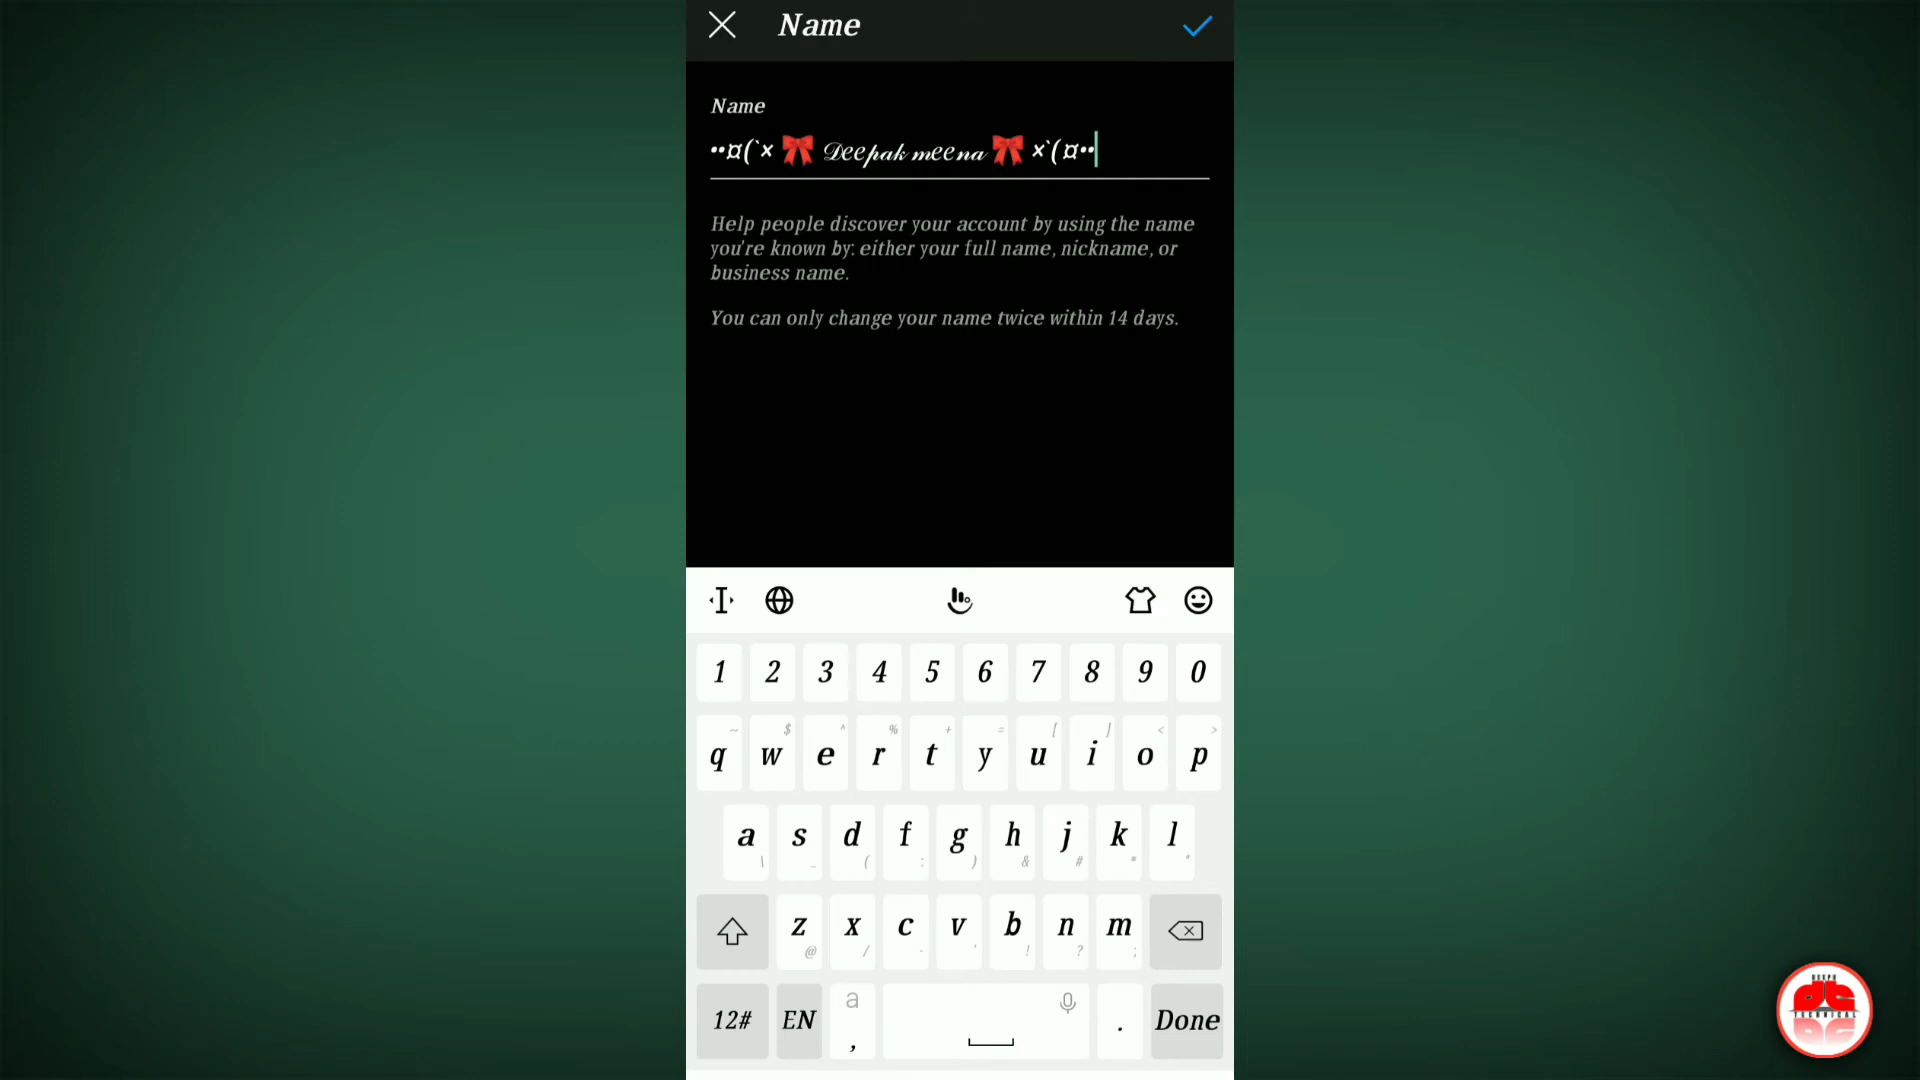 Name
Name
••¤(`× 🎀 𝒟𝑒𝑒𝓅𝒶𝓀 𝓂𝑒𝑒𝓃𝒶 🎀 ×`(¤••
Help people discover your account by using the name
you're known by: either your full name, nickname, or
business name.
You can only change your name twice within 14 days.
1 2 3 4 5 6 7 8 9 0
~ $ ^ % + = [ ] < >
q w e r t y u i o p
a s d f g h j k l
\ _ ( : ) & # *
z x c v b n m
@ / - ' ! ? ;
12# EN a , . Done
TECHNICAL